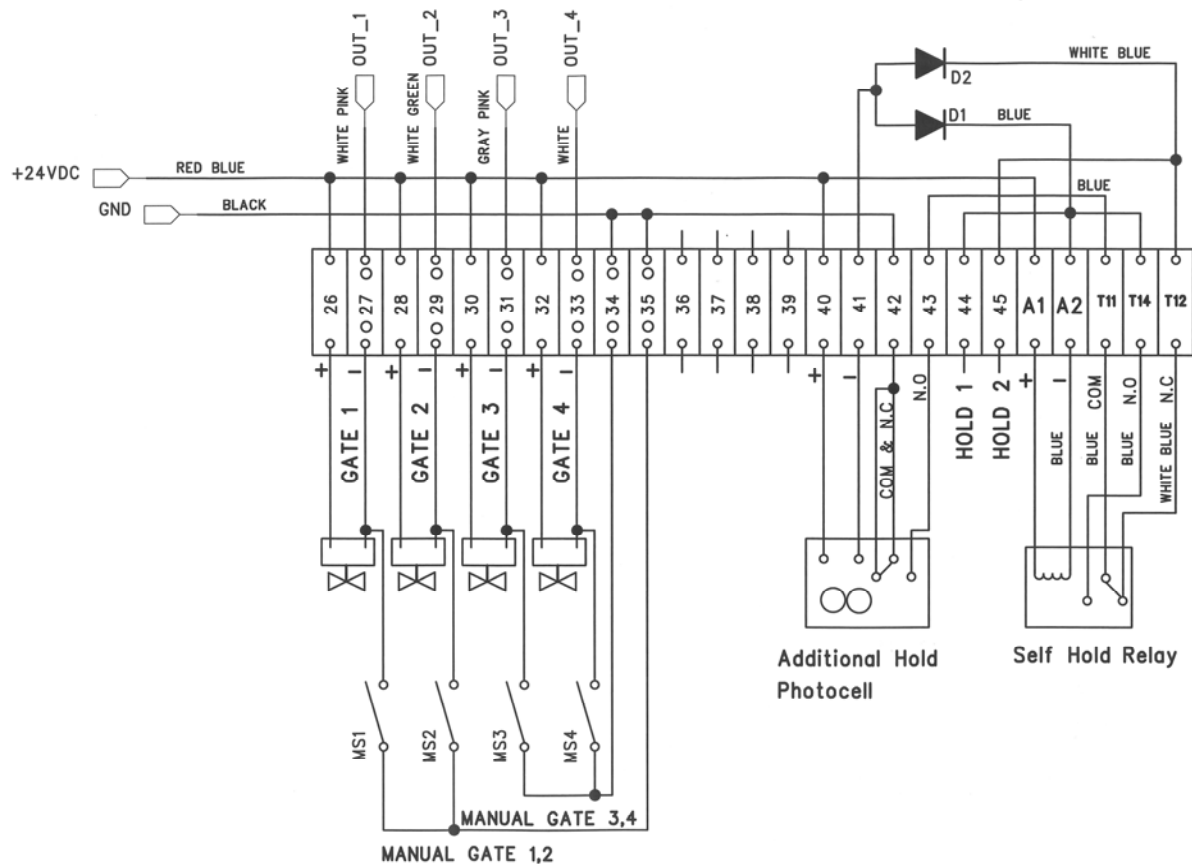 OUT_1
OUT_2
OUT_3
OUT_4
WHITE PINK
WHITE GREEN
GRAY PINK
WHITE
WHITE BLUE
D2
D1
BLUE
+24VDC
RED BLUE
BLUE
GND
BLACK
26
27
28
29
30
31
32
33
34
35
36
37
38
39
40
41
42
43
44
45
A1
A2
T11
T14
T12
+
-
+
-
+
-
+
-
+
-
GATE 1
GATE 2
GATE 3
GATE 4
COM & N.C
N.O
HOLD 1
HOLD 2
+
-
BLUE
COM
BLUE
N.O
BLUE
N.C
WHITE BLUE
Additional Hold
Photocell
Self Hold Relay
MS1
MS2
MS3
MS4
MANUAL GATE 3,4
MANUAL GATE 1,2